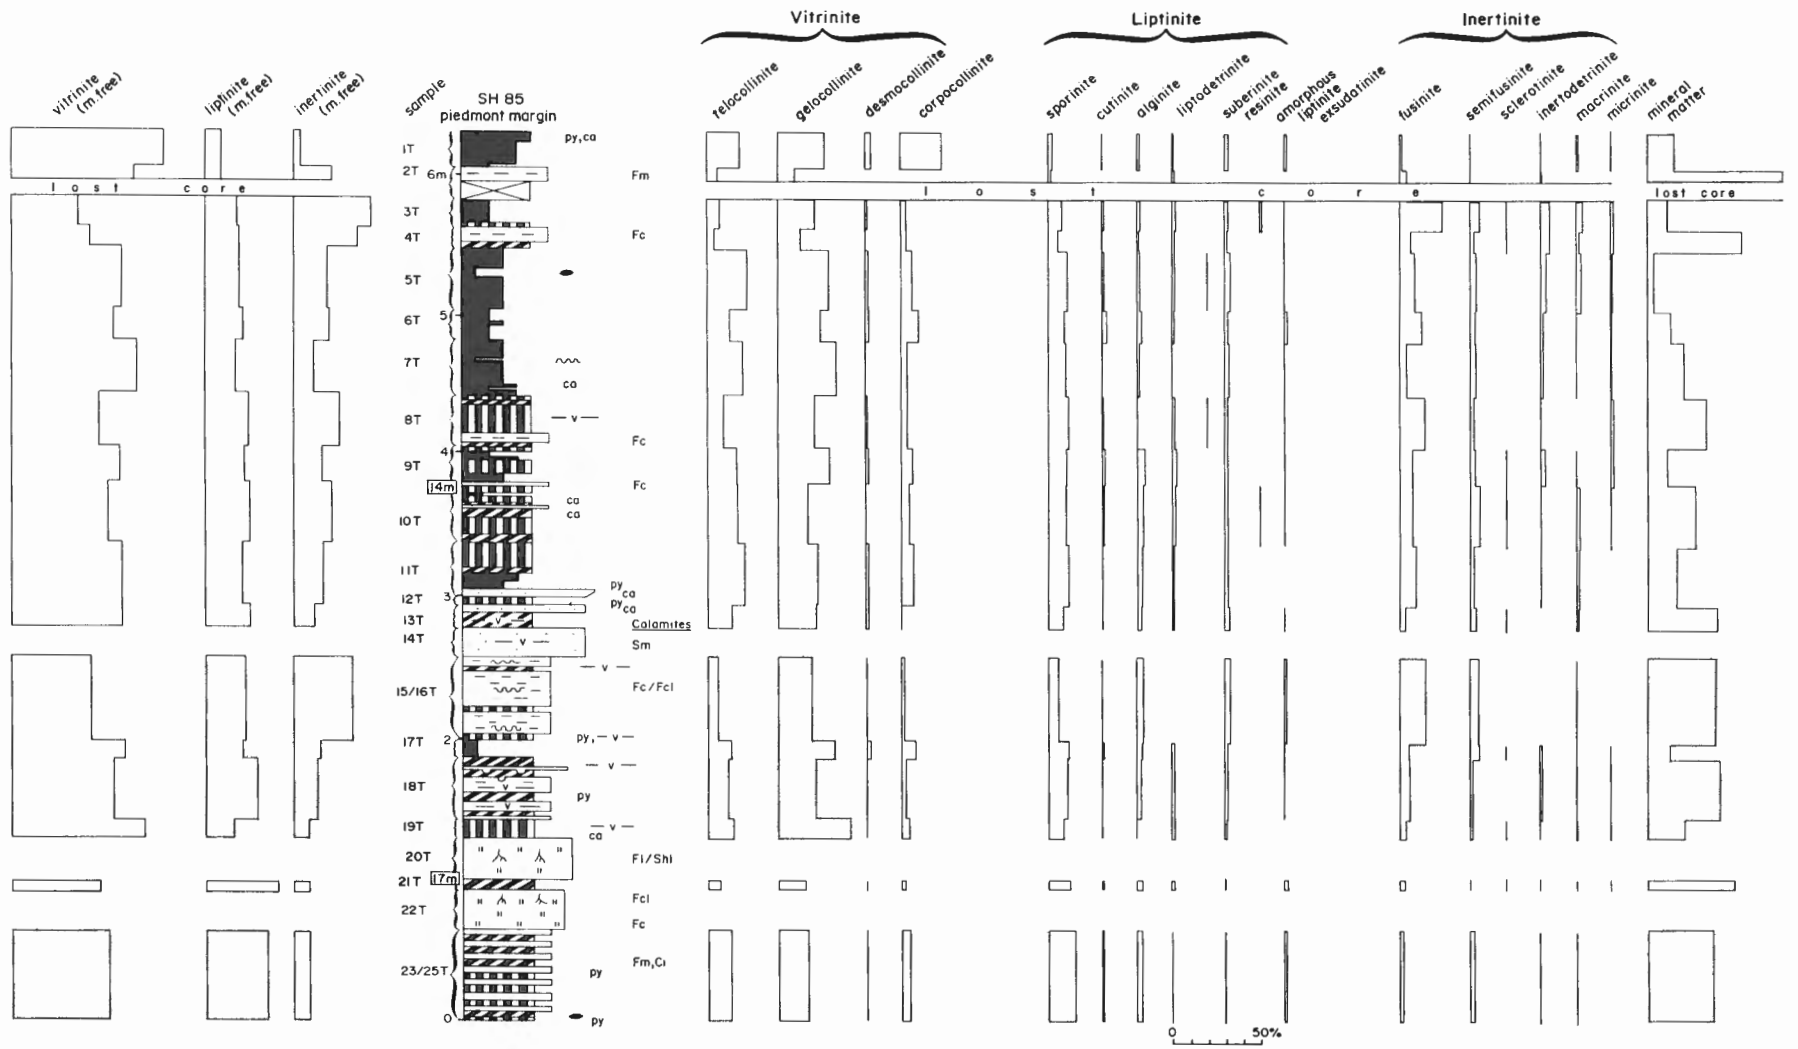 Vitrinite Liptinite Inertinite
vitrinite (m.free)
liptinite (m.free)
inertinite (m.free)
sample
SH 85
piedmont margin
telocollinite
gelocollinite
desmocollinite
corpocollinite
sporinite
cutinite
alginite
liptodetrinite
suberinite
resinite
amorphous liptinite
exsudatinite
fusinite
semifusinite
sclerotinite
inertodetrinite
macrinite
micrinite
mineral matter
1T py,ca
2T 6m Fm
lost core lost core lost core
3T
4T Fc
5T
6T 5
7T
ca
8T v
Fc
4
9T
14m Fc
ca
10T ca
11T
py ca
12T 3 py ca
13T v Calamites
14T v Sm
v
15/16T Fc/Fcl
17T 2 py, v
v
18T v py
v
19T v
ca
20T Fl/Shl
21T 17m
Fcl
22T
Fc
23/25T py Fm,Ci
0 py
0 50%